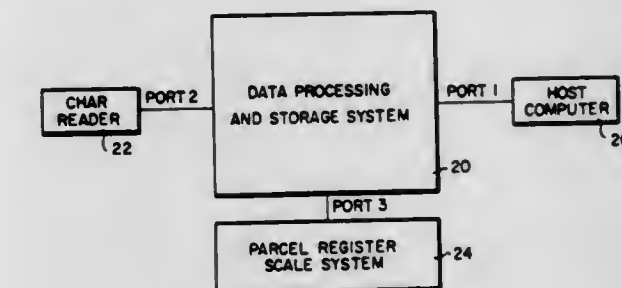 CHAR
READER
22
PORT 2
DATA PROCESSING
AND STORAGE SYSTEM
20
PORT 1
HOST
COMPUTER
PORT 3
PARCEL REGISTER
SCALE SYSTEM
24